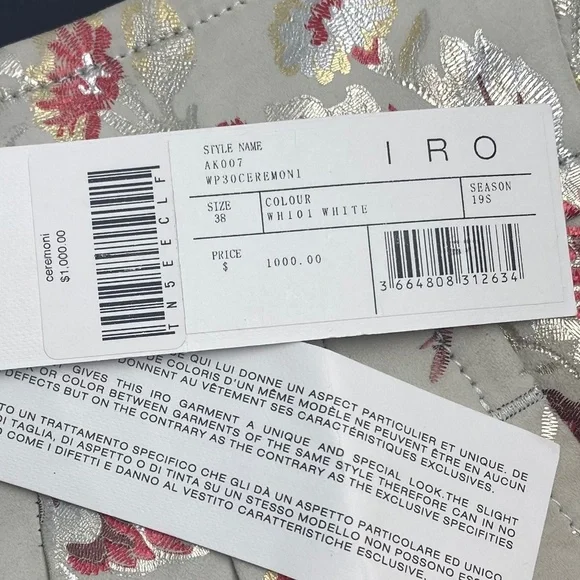 ceremoni
$1,000.00
TN5EECLF
STYLE NAME
AK007
WP30CEREMONI
IRO
SIZE
38
COLOUR
WH101 WHITE
SEASON
19S
PRICE
$
1000.00
3 664808 312634
QUI LUI DONNE UN ASPECT PARTICULIER ET UNIQUE. DE
DE COLORIS D'UN MÊME MODÈLE NE PEUVENT ÊTRE EN AUCUN
DONNENT AU VÊTEMENT SES CARACTÉRISTIQUES EXCLUSIVES.
GIVES THIS IRO GARMENT A UNIQUE AND SPECIAL LOOK.THE SLIGHT
OR COLOR BETWEEN GARMENTS OF THE SAME STYLE THEREFORE CAN IN NO
DEFECTS BUT ON THE CONTRARY AS THE CONTRARY AS THE EXCLUSIVE SPECIFITIES
UN TRATTAMENTO SPECIFICO CHE GLI DÀ UN ASPETTO PARTICOLARE ED UNICO
DI TAGLIA, DI ASPETTO O DI TINTA SU UN STESSO MODELLO NON POSSONO
COME I DIFETTI E DANNO AL VESTITO CARATTERISTICHE ESCLUSIVE.